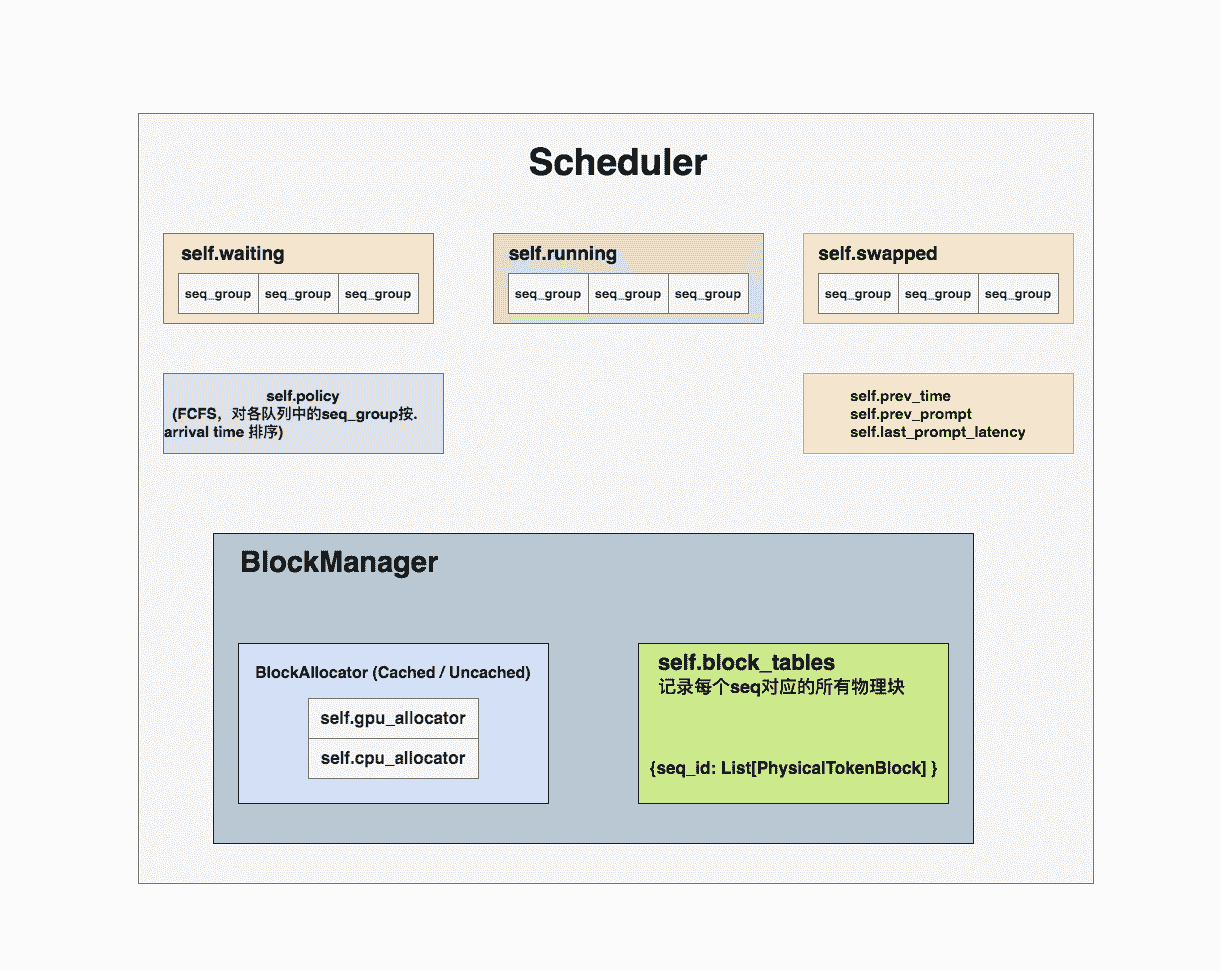 Scheduler
self.waiting
seq_group seq_group seq_group
self.running
seq_group seq_group seq_group
self.swapped
seq_group seq_group seq_group
self.policy
(FCFS，对各队列中的seq_group按.
arrival time 排序)
self.prev_time
self.prev_prompt
self.last_prompt_latency
BlockManager
BlockAllocator (Cached / Uncached)
self.gpu_allocator
self.cpu_allocator
self.block_tables
记录每个seq对应的所有物理块
{seq_id: List[PhysicalTokenBlock] }